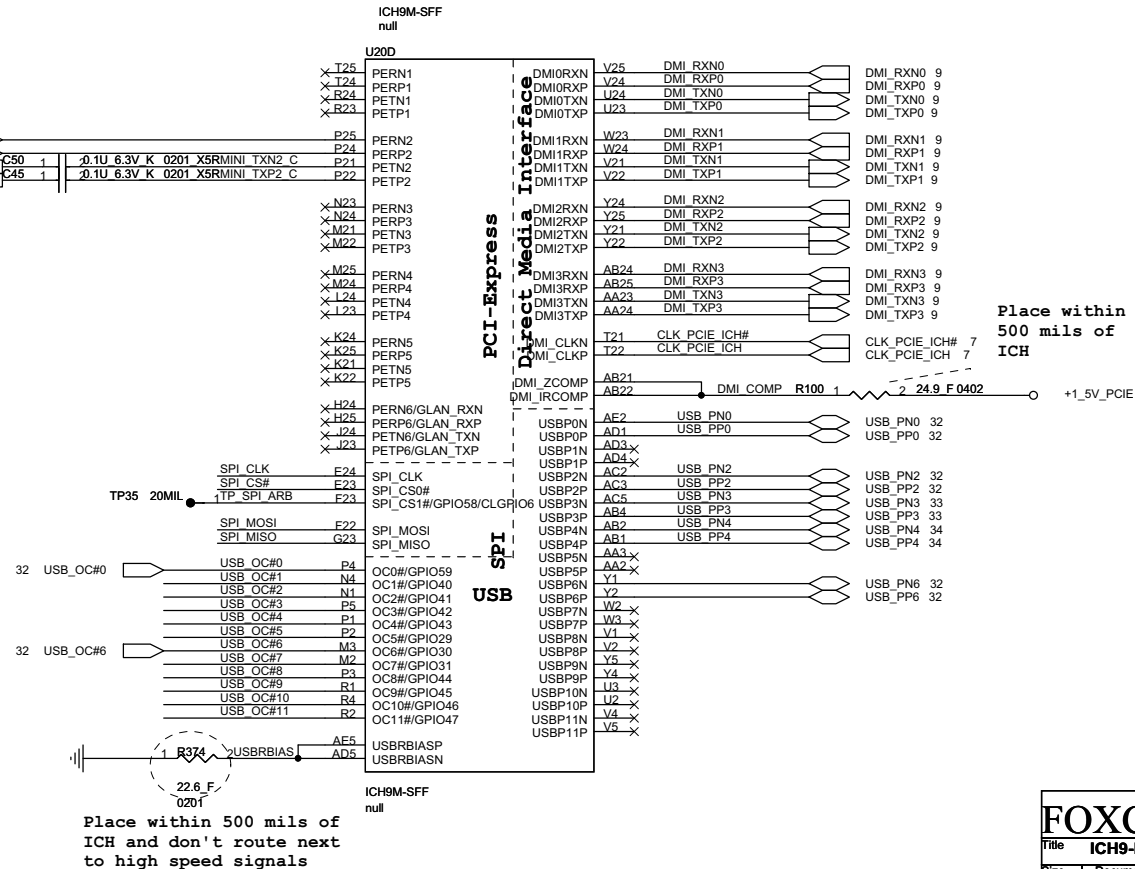 ICH9M-SFF
null
U20D
T25 PERN1
T24 PERP1
R24 PETN1
R23 PETP1
P25 PERN2
P24 PERP2
C50 1 2 0.1U_6.3V_K 0201_X5R MINI_TXN2_C P21 PETN2
C45 1 2 0.1U_6.3V_K 0201_X5R MINI_TXP2_C P22 PETP2
N23 PERN3
N24 PERP3
M21 PETN3
M22 PETP3
M25 PERN4
M24 PERP4
L24 PETN4
L23 PETP4
K24 PERN5
K25 PERP5
K21 PETN5
K22 PETP5
H24 PERN6/GLAN_RXN
H25 PERP6/GLAN_RXP
J24 PETN6/GLAN_TXN
J23 PETP6/GLAN_TXP
SPI_CLK F24 SPI_CLK
SPI_CS# E23 SPI_CS0#
TP35 20MIL 1 TP_SPI_ARB F23 SPI_CS1#/GPIO58/CLGPIO6
SPI_MOSI F22 SPI_MOSI
SPI_MISO G23 SPI_MISO
32 USB_OC#0 USB_OC#0 P4 OC0#/GPIO59
USB_OC#1 N4 OC1#/GPIO40
USB_OC#2 N1 OC2#/GPIO41
USB_OC#3 P5 OC3#/GPIO42
USB_OC#4 P1 OC4#/GPIO43
USB_OC#5 P2 OC5#/GPIO29
32 USB_OC#6 USB_OC#6 M3 OC6#/GPIO30
USB_OC#7 M2 OC7#/GPIO31
USB_OC#8 P3 OC8#/GPIO44
USB_OC#9 R1 OC9#/GPIO45
USB_OC#10 R4 OC10#/GPIO46
USB_OC#11 R2 OC11#/GPIO47
AE5 USBRBIASP
1 R374 2 USBRBIAS AD5 USBRBIASN
22.6_F
0201
Place within 500 mils of
ICH and don't route next
to high speed signals
PCI-Express
Direct Media Interface
SPI
USB
DMI0RXN V25 DMI_RXN0 DMI_RXN0 9
DMI0RXP V24 DMI_RXP0 DMI_RXP0 9
DMI0TXN U24 DMI_TXN0 DMI_TXN0 9
DMI0TXP U23 DMI_TXP0 DMI_TXP0 9
DMI1RXN W23 DMI_RXN1 DMI_RXN1 9
DMI1RXP W24 DMI_RXP1 DMI_RXP1 9
DMI1TXN V21 DMI_TXN1 DMI_TXN1 9
DMI1TXP V22 DMI_TXP1 DMI_TXP1 9
DMI2RXN Y24 DMI_RXN2 DMI_RXN2 9
DMI2RXP Y25 DMI_RXP2 DMI_RXP2 9
DMI2TXN Y21 DMI_TXN2 DMI_TXN2 9
DMI2TXP Y22 DMI_TXP2 DMI_TXP2 9
DMI3RXN AB24 DMI_RXN3 DMI_RXN3 9
DMI3RXP AB25 DMI_RXP3 DMI_RXP3 9
DMI3TXN AA23 DMI_TXN3 DMI_TXN3 9
DMI3TXP AA24 DMI_TXP3 DMI_TXP3 9
DMI_CLKN T21 CLK_PCIE_ICH# CLK_PCIE_ICH# 7
DMI_CLKP T22 CLK_PCIE_ICH CLK_PCIE_ICH 7
Place within
500 mils of
ICH
DMI_ZCOMP AB21
DMI_IRCOMP AB22 DMI_COMP R100 1 2 24.9_F 0402 +1_5V_PCIE
USBP0N AE2 USB_PN0 USB_PN0 32
USBP0P AD1 USB_PP0 USB_PP0 32
USBP1N AD3
USBP1P AD4
USBP2N AC2 USB_PN2 USB_PN2 32
USBP2P AC3 USB_PP2 USB_PP2 32
USBP3N AC5 USB_PN3 USB_PN3 33
USBP3P AB4 USB_PP3 USB_PP3 33
USBP4N AB2 USB_PN4 USB_PN4 34
USBP4P AB1 USB_PP4 USB_PP4 34
USBP5N AA3
USBP5P AA2
USBP6N Y1 USB_PN6 32
USBP6P Y2 USB_PP6 32
USBP7N W2
USBP7P W3
USBP8N V1
USBP8P V2
USBP9N Y5
USBP9P Y4
USBP10N U3
USBP10P U2
USBP11N V4
USBP11P V5
ICH9M-SFF
null
Title ICH9-